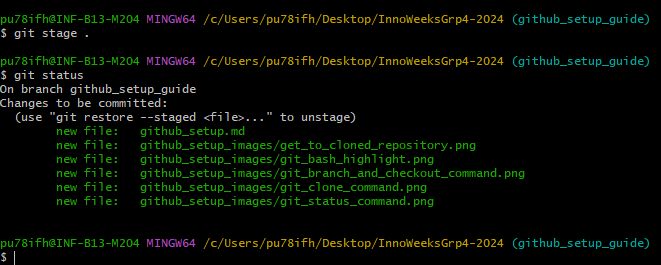 pu78ifh@INF-B13-M204 MINGW64 /c/Users/pu78ifh/Desktop/InnoWeeksGrp4-2024 (github_setup_guide)
$ git stage .
pu78ifh@INF-B13-M204 MINGW64 /c/Users/pu78ifh/Desktop/InnoWeeksGrp4-2024 (github_setup_guide)
$ git status
On branch github_setup_guide
Changes to be committed:
  (use "git restore --staged <file>..." to unstage)
        new file:   github_setup.md
        new file:   github_setup_images/get_to_cloned_repository.png
        new file:   github_setup_images/git_bash_highlight.png
        new file:   github_setup_images/git_branch_and_checkout_command.png
        new file:   github_setup_images/git_clone_command.png
        new file:   github_setup_images/git_status_command.png
pu78ifh@INF-B13-M204 MINGW64 /c/Users/pu78ifh/Desktop/InnoWeeksGrp4-2024 (github_setup_guide)
$